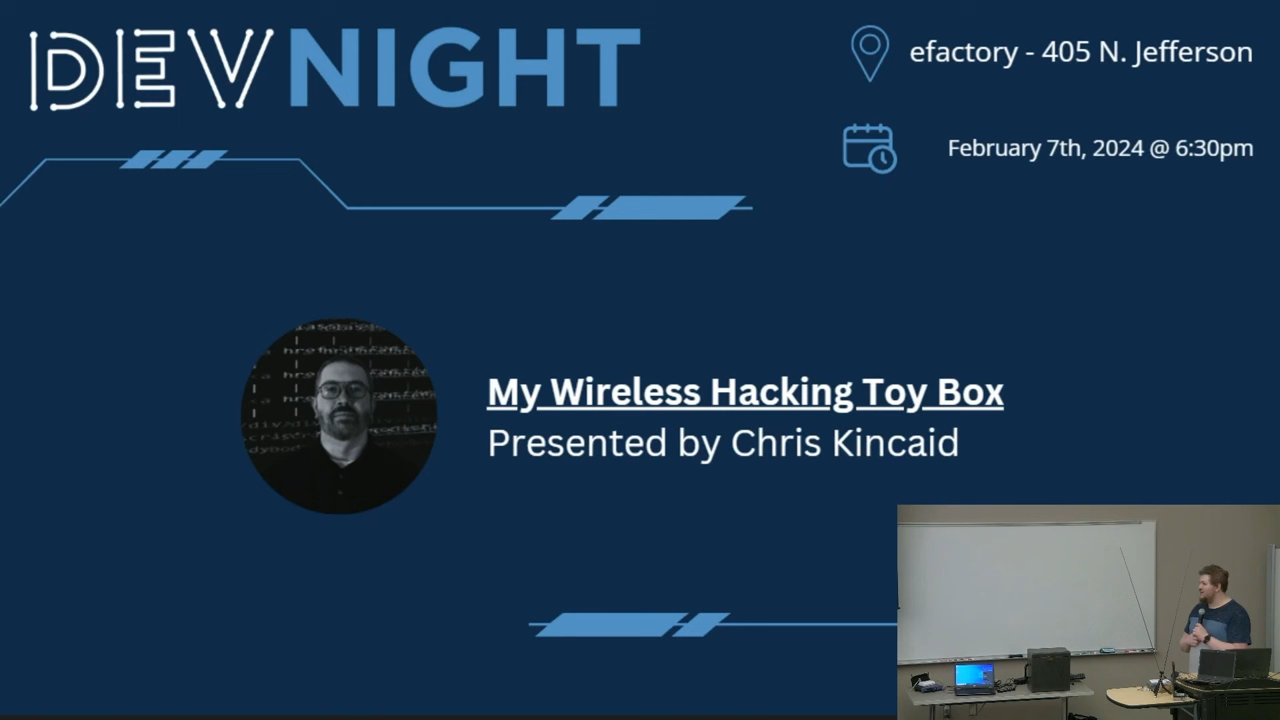 DEVNIGHT
efactory - 405 N. Jefferson
February 7th, 2024 @ 6:30pm
My Wireless Hacking Toy Box
Presented by Chris Kincaid